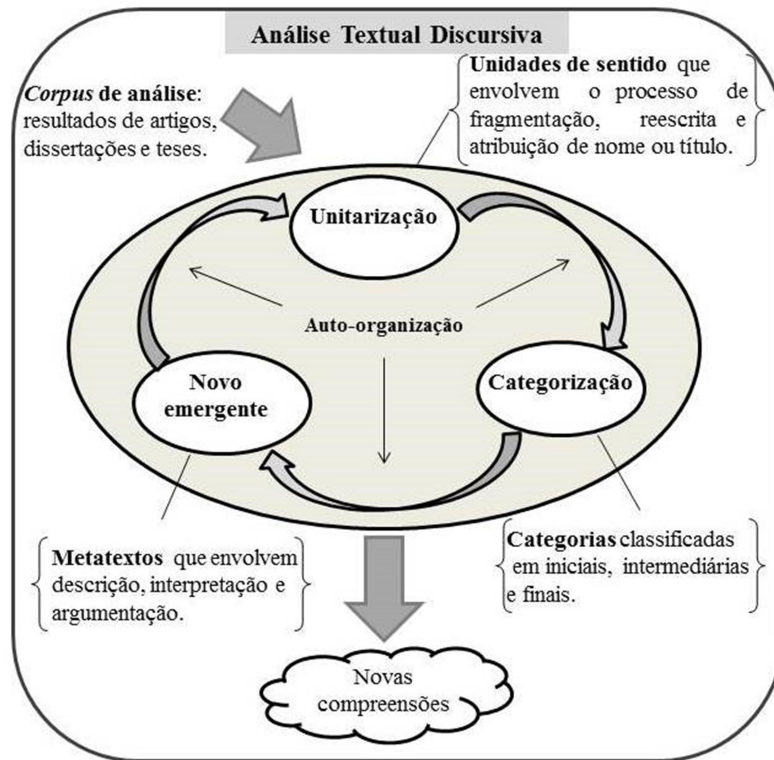 Análise Textual Discursiva
Corpus de análise:
resultados de artigos,
dissertações e teses.
Unidades de sentido que
envolvem o processo de
fragmentação, reescrita e
atribuição de nome ou título.
Unitarização
Auto-organização
Novo
emergente
Categorização
Metatextos que envolvem
descrição, interpretação e
argumentação.
Categorias classificadas
em iniciais, intermediárias
e finais.
Novas
compreensões